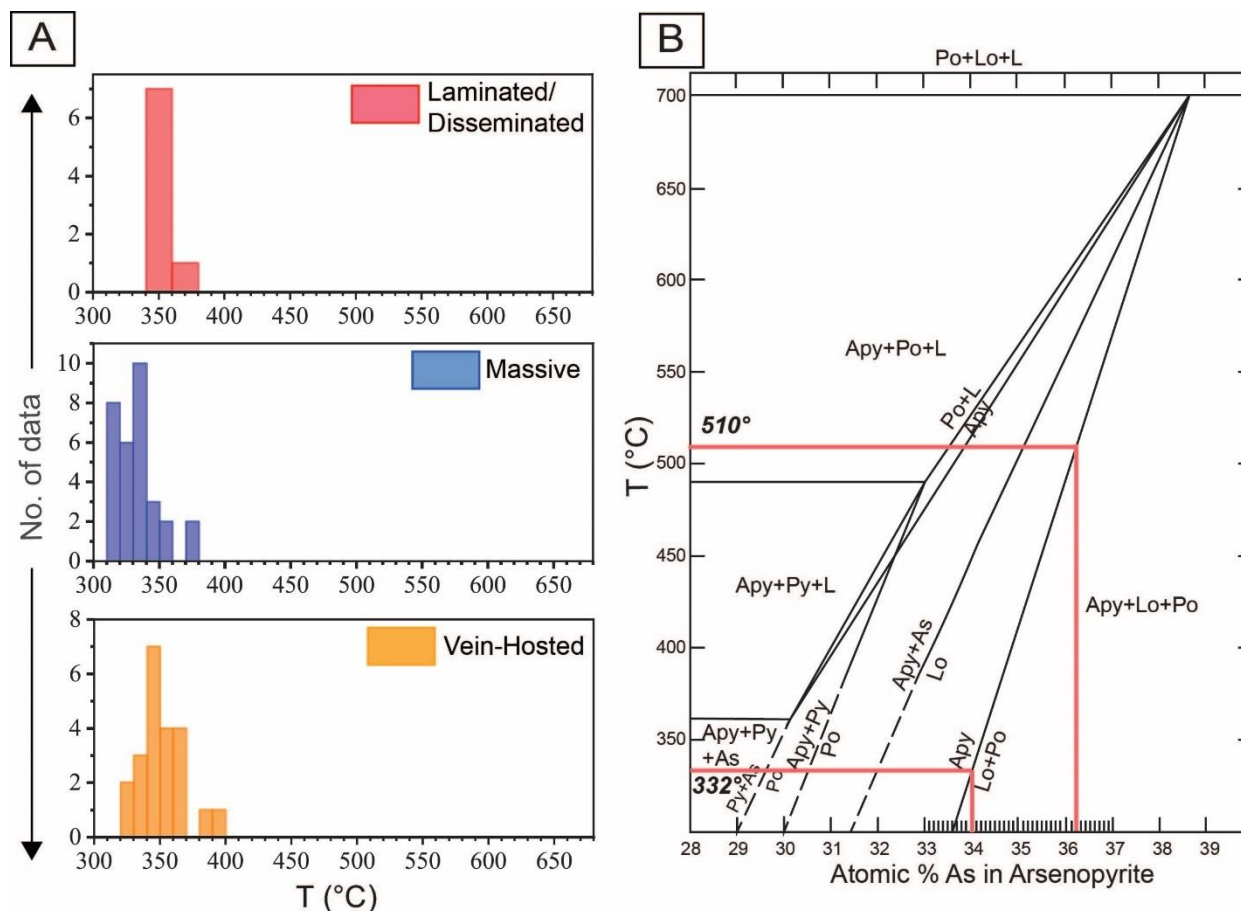 A
No. of data
Laminated/
Disseminated
6
4
2
0
300 350 400 450 500 550 600 650
Massive
10
8
6
4
2
0
300 350 400 450 500 550 600 650
Vein-Hosted
8
6
4
2
0
300 350 400 450 500 550 600 650
T (°C)
B
Po+Lo+L
700
650
600
550
500
450
400
350
T (°C)
Apy+Po+L
Po+L
Apy
510°
Apy+Py+L
Apy+As
Lo
Apy+Lo+Po
Apy+Py
+As
Apy+Py
Po
Py+As
Po
Apy
Lo+Po
332°
28 29 30 31 32 33 34 35 36 37 38 39
Atomic % As in Arsenopyrite